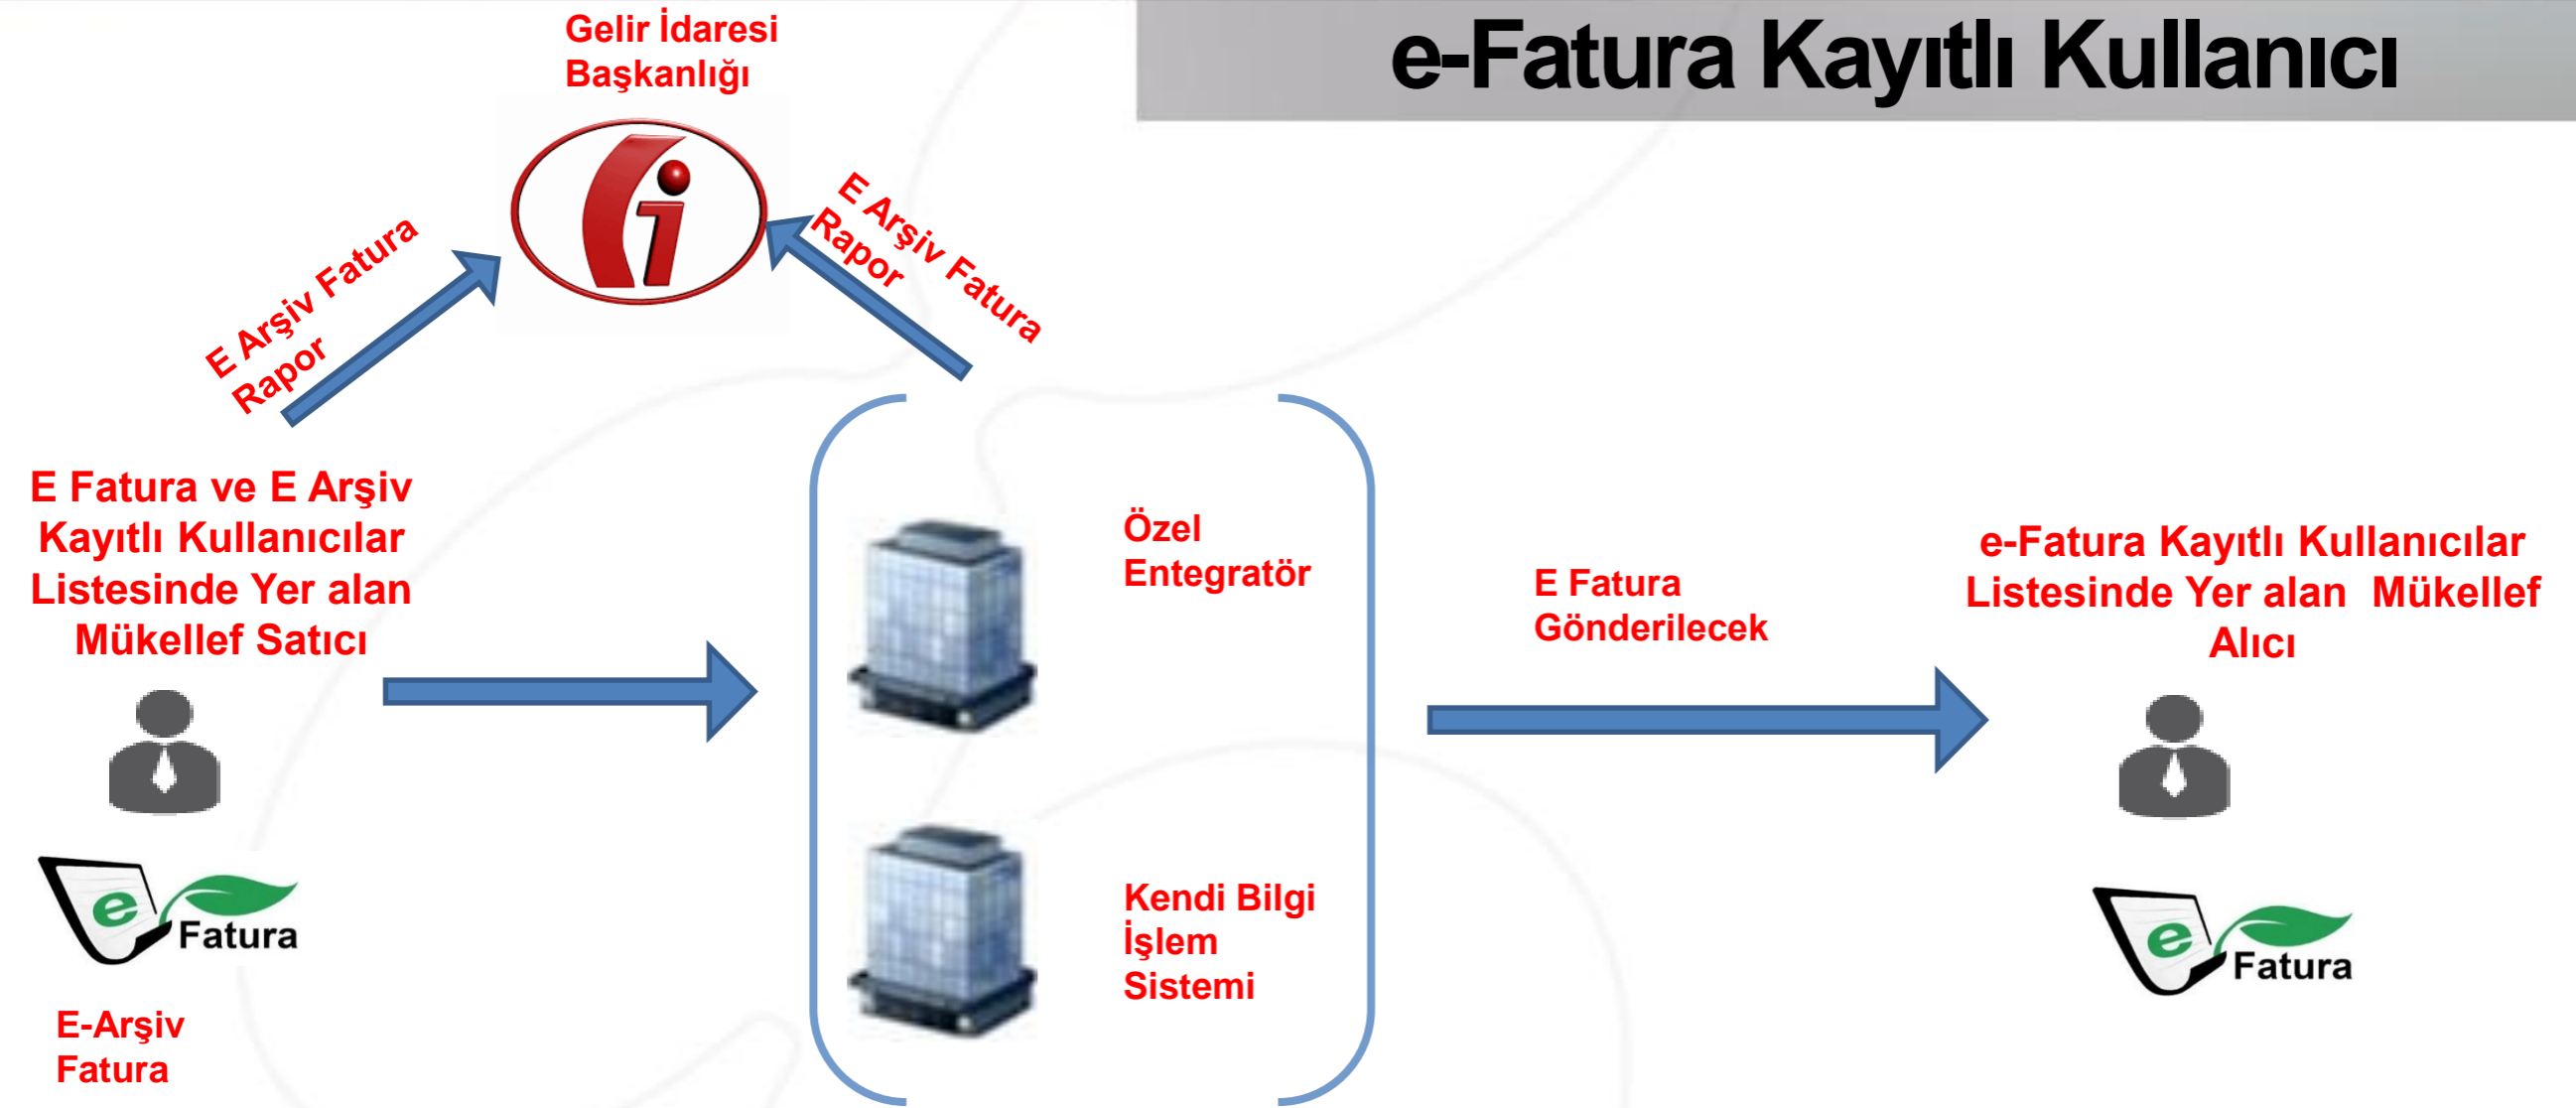 Gelir İdaresi
Başkanlığı
e-Fatura Kayıtlı Kullanıcı
E Arşiv Fatura
Rapor
E Arşiv Fatura
Rapor
E Fatura ve E Arşiv
Kayıtlı Kullanıcılar
Listesinde Yer alan
Mükellef Satıcı
Özel
Entegratör
E Fatura
Gönderilecek
e-Fatura Kayıtlı Kullanıcılar
Listesinde Yer alan Mükellef
Alıcı
e
Fatura
E-Arşiv
Fatura
Kendi Bilgi
İşlem
Sistemi
e
Fatura